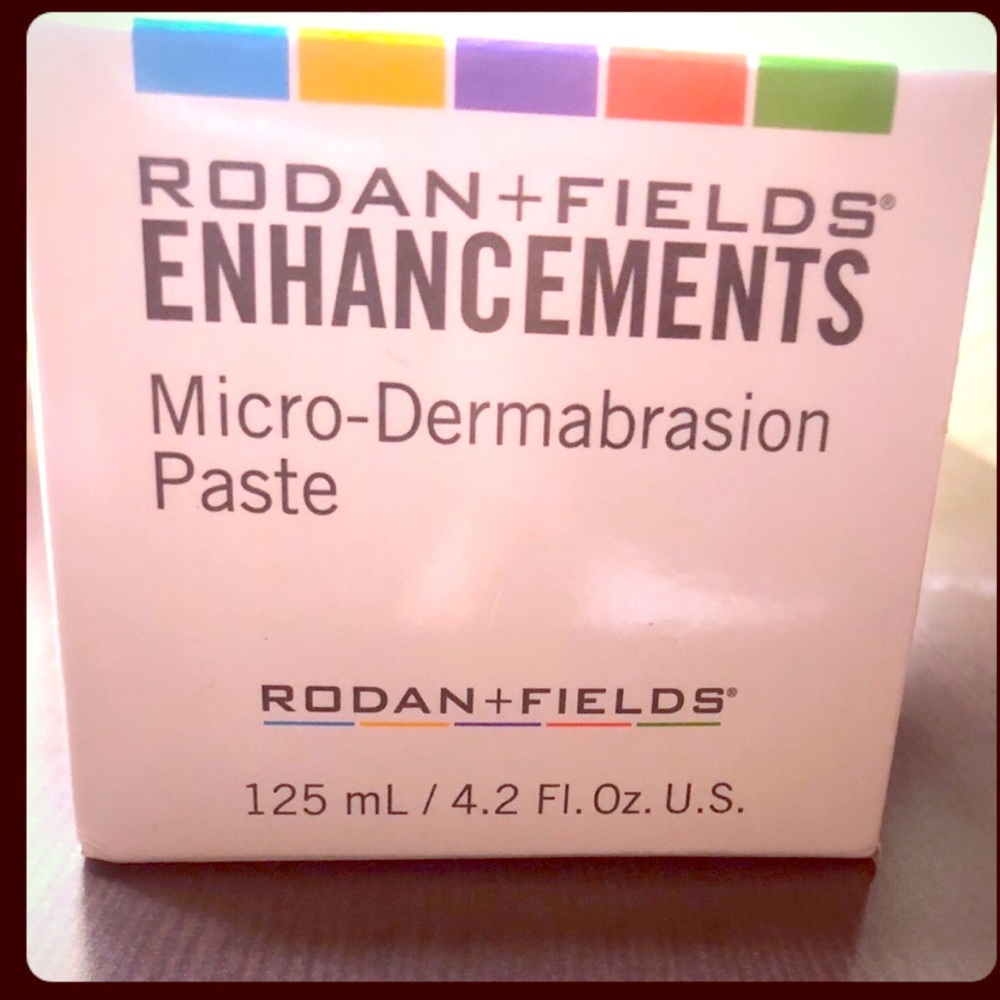 RODAN+FIELDS®
ENHANCEMENTS
Micro-Dermabrasion
Paste
RODAN+FIELDS®
125 mL / 4.2 Fl. Oz. U.S.